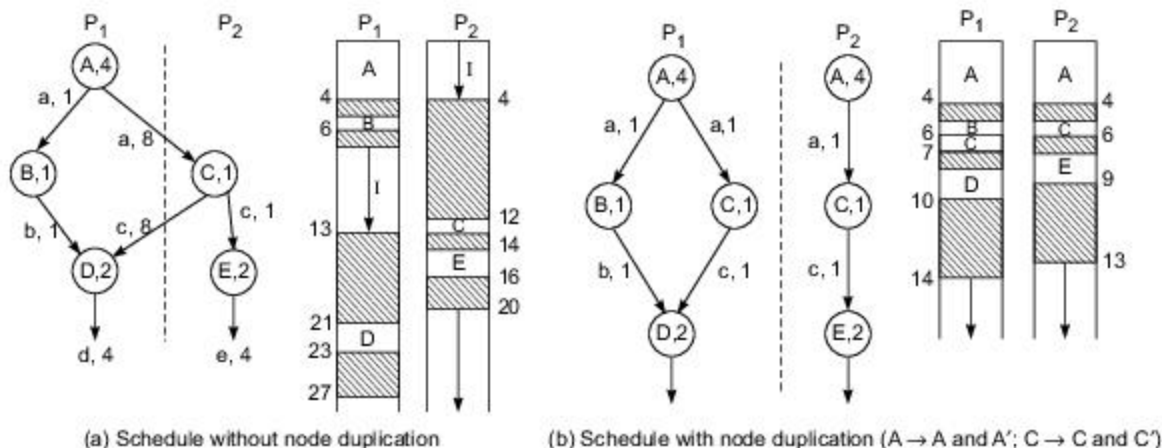 P1
P2
A,4
a, 1
a, 8
B,1
C,1
b, 1
c, 8
c, 1
D,2
E,2
d, 4
e, 4
P1
A
4
B
6
I
13
21
D
23
27
P2
I
4
12
C
14
E
16
20
(a) Schedule without node duplication
P1
P2
A,4
A,4
a, 1
a,1
a, 1
B,1
C,1
C,1
b, 1
c, 1
c, 1
D,2
E,2
P1
A
4
B
6
C
7
D
10
14
P2
A
4
C
6
E
9
13
(b) Schedule with node duplication (A → A and A′; C → C and C′)